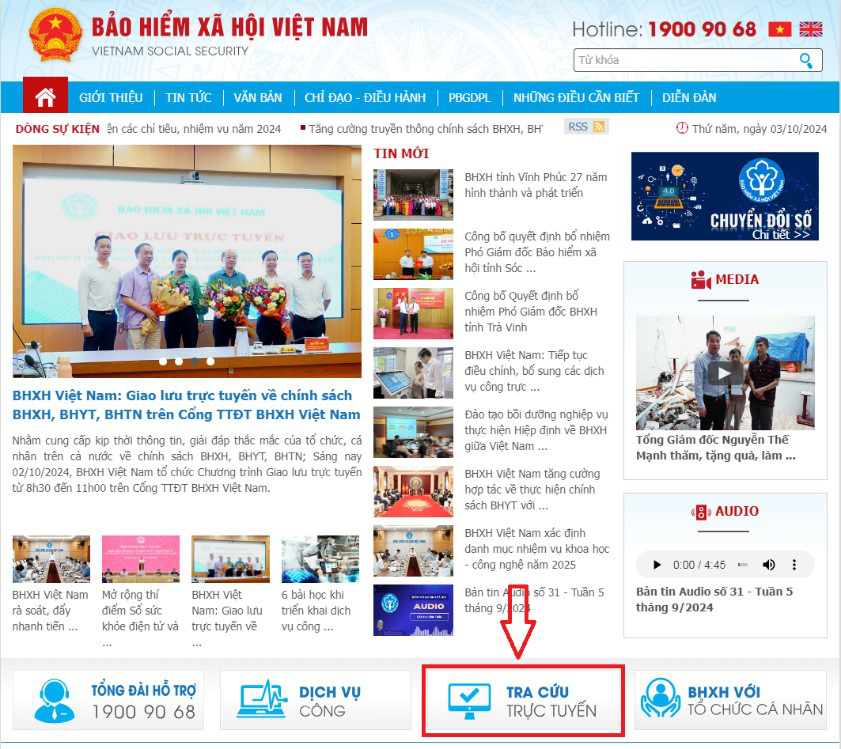 BẢO HIỂM XÃ HỘI VIỆT NAM
VIETNAM SOCIAL SECURITY
Hotline: 1900 90 68
Từ khóa
GIỚI THIỆU
TIN TỨC
VĂN BẢN
CHỈ ĐẠO - ĐIỀU HÀNH
PBGDPL
NHỮNG ĐIỀU CẦN BIẾT
DIỄN ĐÀN
DÒNG SỰ KIỆN
ện các chỉ tiêu, nhiệm vụ năm 2024
Tăng cường truyền thông chính sách BHXH, BHY
RSS
Thứ năm, ngày 03/10/2024
BẢO HIỂM XÃ HỘI VIỆT NAM
GIAO LƯU TRỰC TUYẾN
BHXH Việt Nam: Giao lưu trực tuyến về chính sách
BHXH, BHYT, BHTN trên Cổng TTĐT BHXH Việt Nam
Nhằm cung cấp kịp thời thông tin, giải đáp thắc mắc của tổ chức, cá
nhân trên cả nước về chính sách BHXH, BHYT, BHTN; Sáng nay
02/10/2024, BHXH Việt Nam tổ chức Chương trình Giao lưu trực tuyến
từ 8h30 đến 11h00 trên Cổng TTĐT BHXH Việt Nam.
BHXH Việt Nam
rà soát, đẩy
nhanh tiến ...
Mở rộng thí
điểm Sổ sức
khỏe điện tử và
...
BHXH Việt
Nam: Giao lưu
trực tuyến về
...
6 bài học khi
triển khai dịch
vụ công ...
TIN MỚI
BHXH tỉnh Vĩnh Phúc 27 năm
hình thành và phát triển
Công bố quyết định bổ nhiệm
Phó Giám đốc Bảo hiểm xã
hội tỉnh Sóc ...
Công bố Quyết định bổ
nhiệm Phó Giám đốc BHXH
tỉnh Trà Vinh
BHXH Việt Nam: Tiếp tục
điều chỉnh, bổ sung các dịch
vụ công trực ...
Đào tạo bồi dưỡng nghiệp vụ
thực hiện Hiệp định về BHXH
giữa Việt Nam ...
BHXH Việt Nam tăng cường
hợp tác về thực hiện chính
sách BHYT với ...
BHXH Việt Nam xác định
danh mục nhiệm vụ khoa học
- công nghệ năm 2025
AUDIO
Bản tin Audio số 31 - Tuần 5
tháng 9/2024
4.0
CHUYỂN ĐỔI SỐ
Chi tiết >>
MEDIA
Tổng Giám đốc Nguyễn Thế
Mạnh thăm, tặng quà, làm ...
AUDIO
0:00 / 4:45
Bản tin Audio số 31 - Tuần 5
tháng 9/2024
TỔNG ĐÀI HỖ TRỢ
1900 90 68
DỊCH VỤ
CÔNG
TRA CỨU
TRỰC TUYẾN
BHXH VỚI
TỔ CHỨC CÁ NHÂN